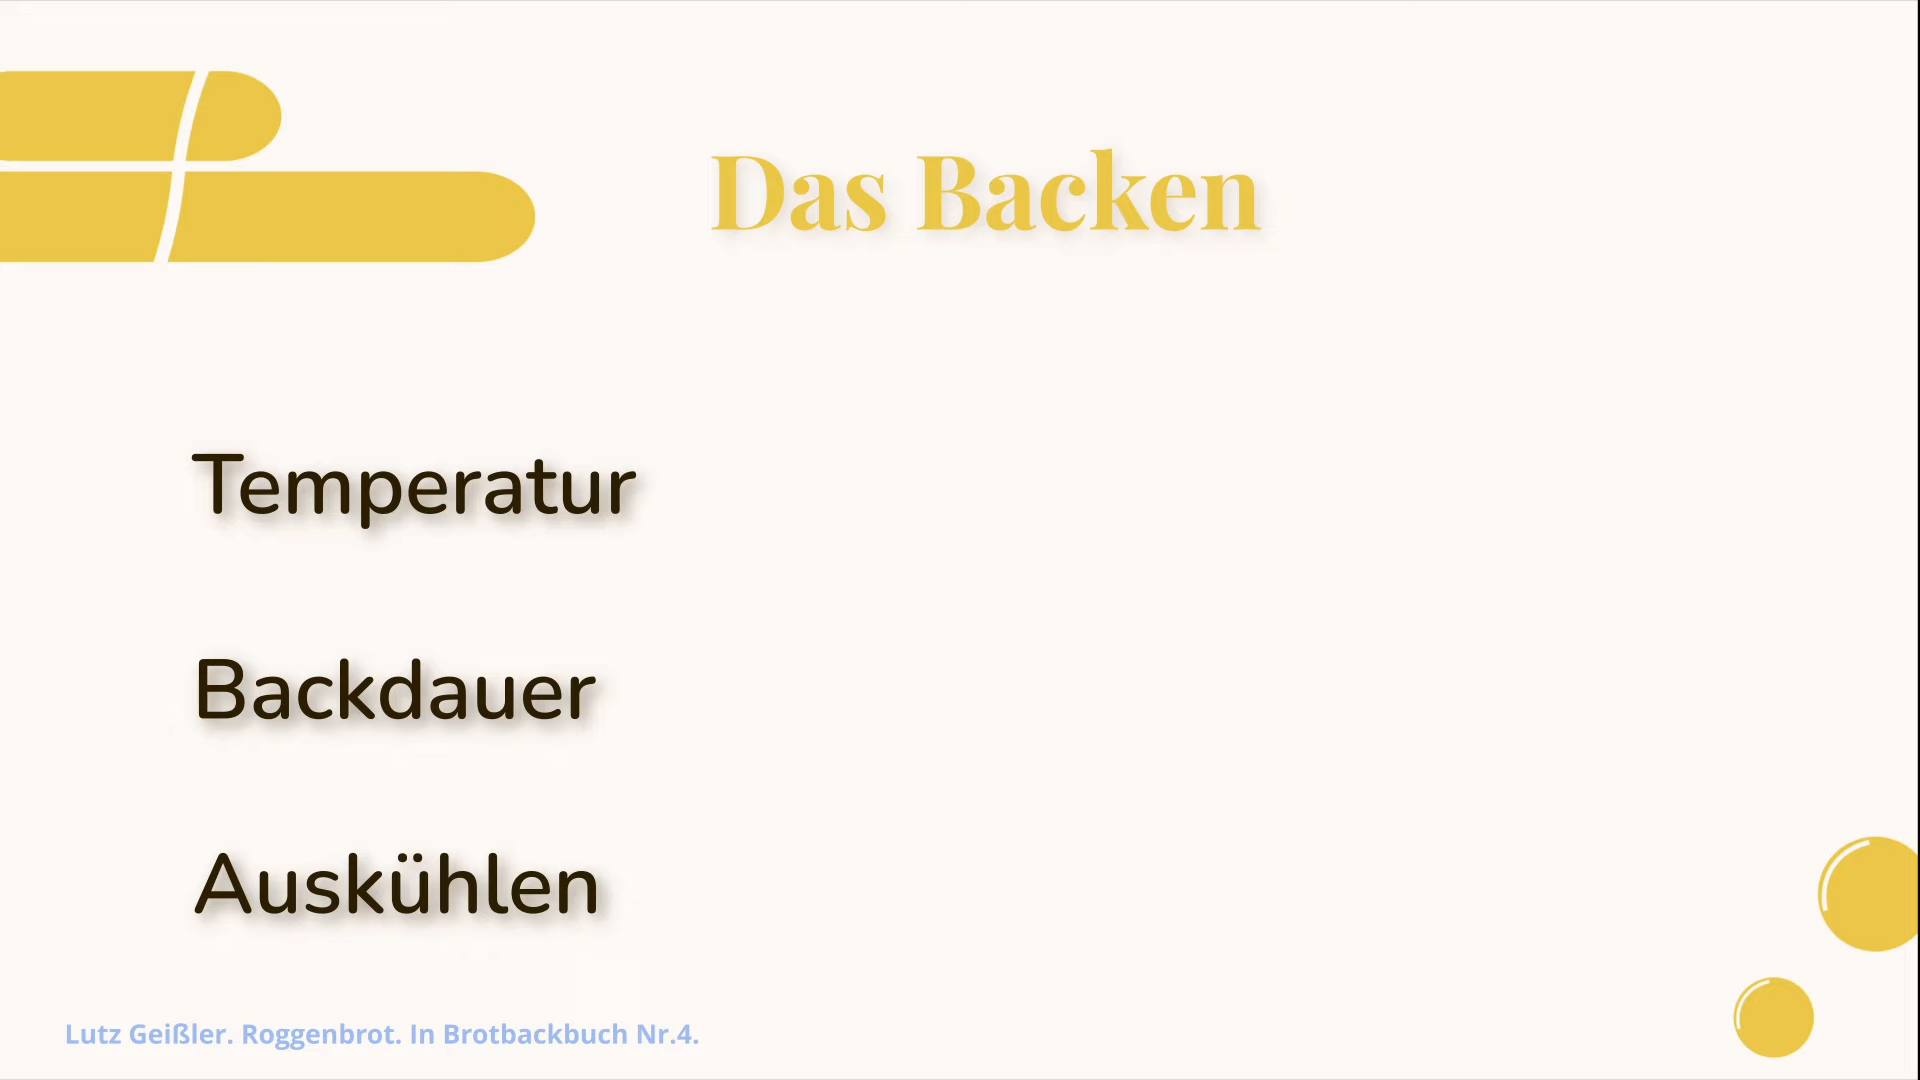 Das Backen
Temperatur
Backdauer
Auskühlen
Lutz Geißler. Roggenbrot. In Brotbackbuch Nr.4.